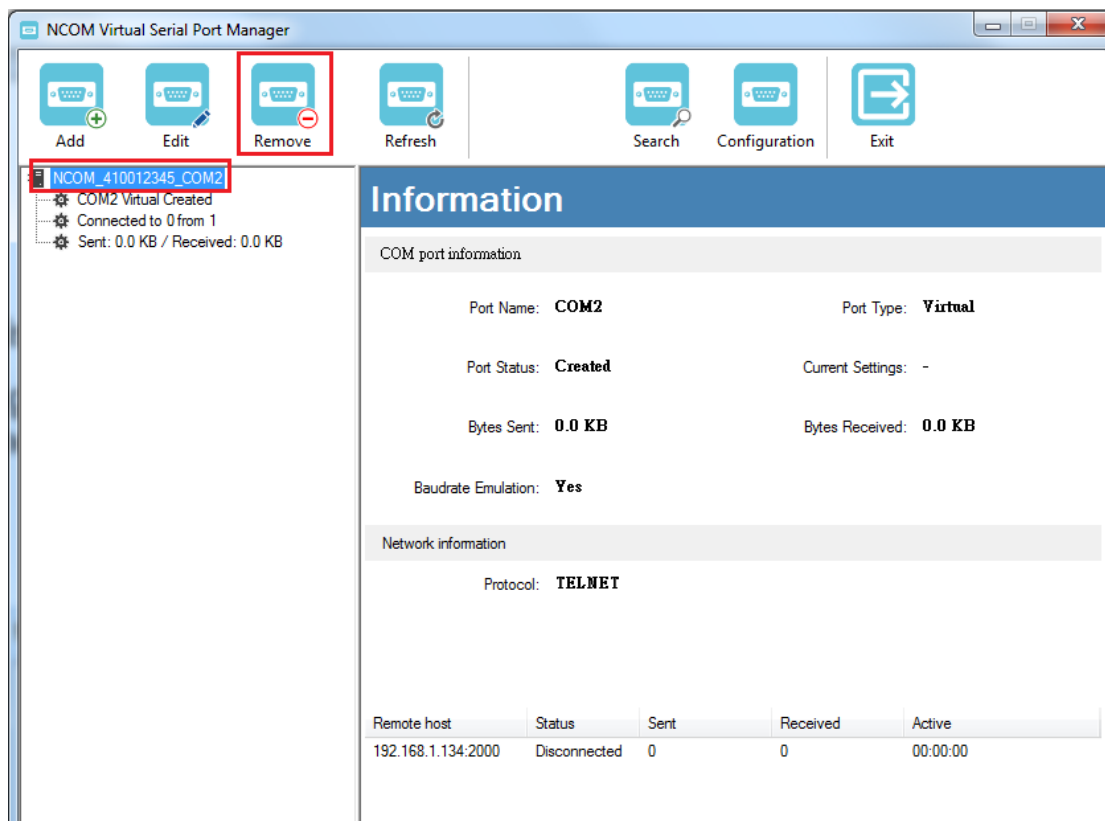 NCOM Virtual Serial Port Manager
Add Edit Remove Refresh Search Configuration Exit
NCOM_410012345_COM2
COM2 Virtual Created
Connected to 0 from 1
Sent: 0.0 KB / Received: 0.0 KB
Information
COM port information
Port Name: COM2 Port Type: Virtual
Port Status: Created Current Settings: -
Bytes Sent: 0.0 KB Bytes Received: 0.0 KB
Baudrate Emulation: Yes
Network information
Protocol: TELNET
Remote host Status Sent Received Active
192.168.1.134:2000 Disconnected 0 0 00:00:00